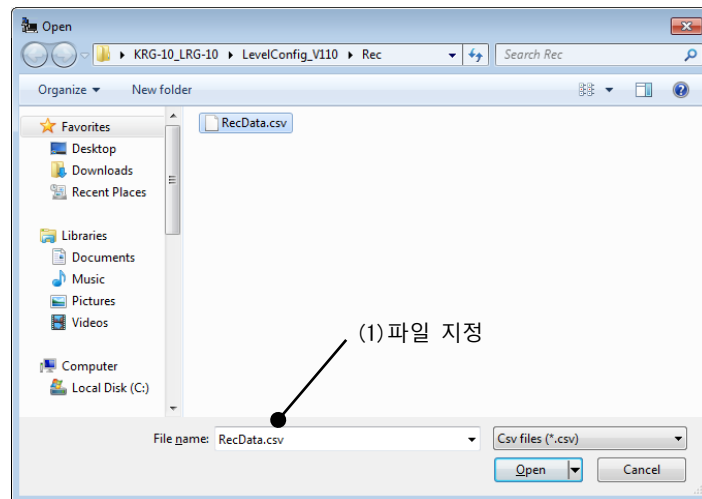 Open
KRG-10_LRG-10 LevelConfig_V110 Rec
Search Rec
Organize New folder
Favorites
Desktop
Downloads
Recent Places
Libraries
Documents
Music
Pictures
Videos
Computer
Local Disk (C:)
RecData.csv
(1)파일 지정
File name: RecData.csv
Csv files (*.csv)
Open Cancel